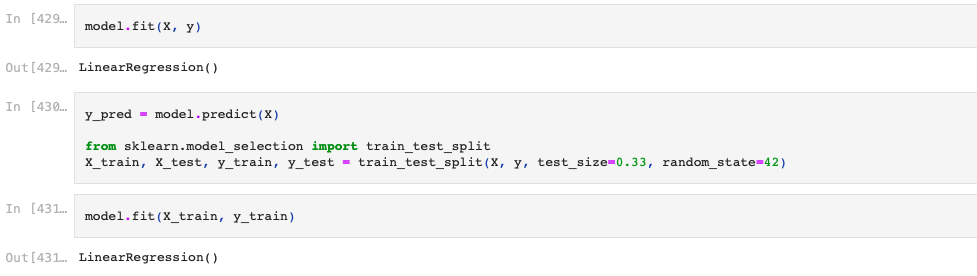 In [429…
model.fit(X, y)
Out[429… LinearRegression()
In [430…
y_pred = model.predict(X)
from sklearn.model_selection import train_test_split
X_train, X_test, y_train, y_test = train_test_split(X, y, test_size=0.33, random_state=42)
In [431…
model.fit(X_train, y_train)
Out[431… LinearRegression()